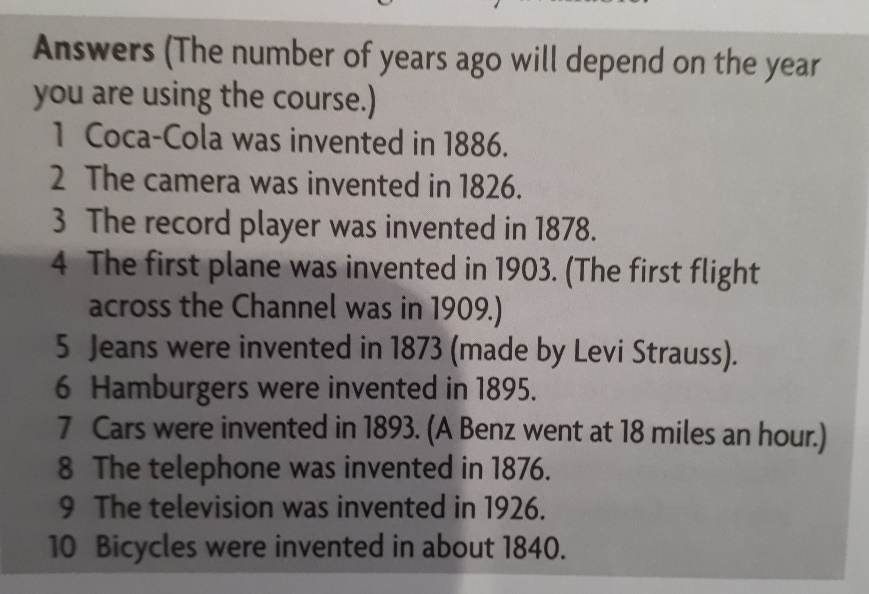 Answers (The number of years ago will depend on the year
you are using the course.)
1 Coca-Cola was invented in 1886.
2 The camera was invented in 1826.
3 The record player was invented in 1878.
4 The first plane was invented in 1903. (The first flight
across the Channel was in 1909.)
5 Jeans were invented in 1873 (made by Levi Strauss).
6 Hamburgers were invented in 1895.
7 Cars were invented in 1893. (A Benz went at 18 miles an hour.)
8 The telephone was invented in 1876.
9 The television was invented in 1926.
10 Bicycles were invented in about 1840.